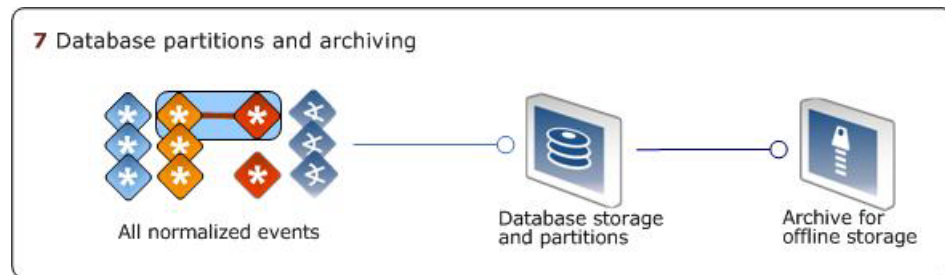 7 Database partitions and archiving
All normalized events
Database storage
and partitions
Archive for
offline storage